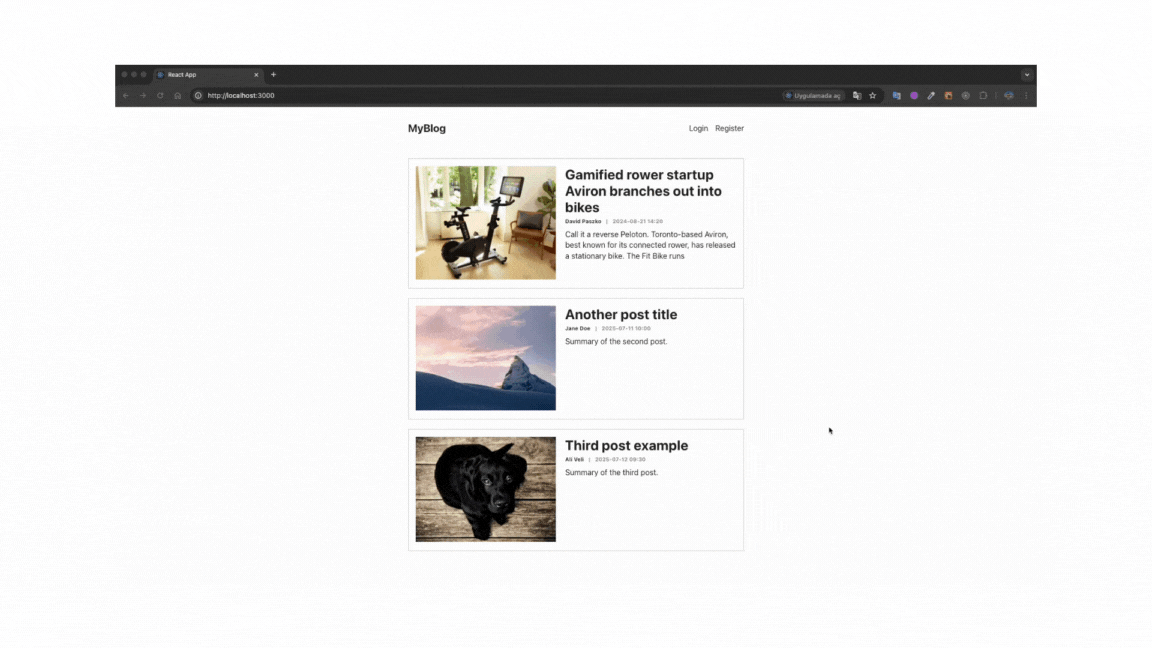 React App
http://localhost:3000
Uygulamada aç
MyBlog
Login Register
Gamified rower startup
Aviron branches out into
bikes
David Paszko | 2024-08-21 14:20
Call it a reverse Peloton. Toronto-based Aviron,
best known for its connected rower, has released
a stationary bike. The Fit Bike runs
Another post title
Jane Doe | 2025-07-11 10:00
Summary of the second post.
Third post example
Ali Veli | 2025-07-12 09:30
Summary of the third post.